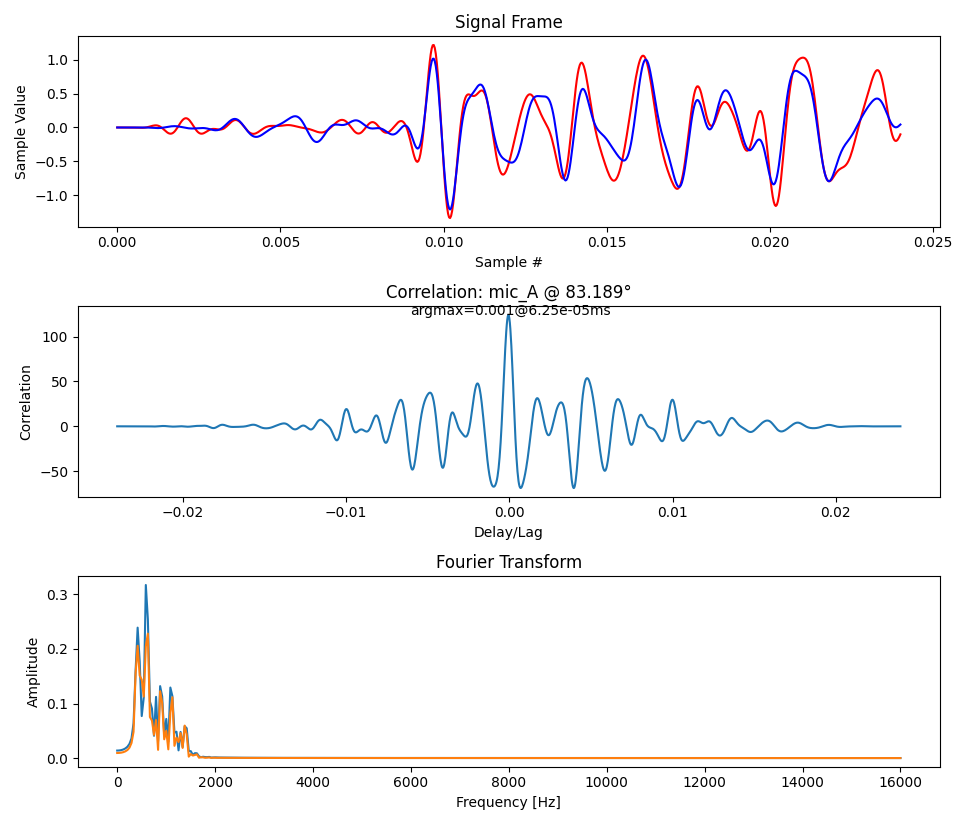 Signal Frame
Sample Value
1.0
0.5
0.0
−0.5
−1.0
0.000 0.005 0.010 0.015 0.020 0.025
Sample #
Correlation: mic_A @ 83.189°
argmax=0.001@6.25e-05ms
Correlation
100
50
0
−50
−0.02 −0.01 0.00 0.01 0.02
Delay/Lag
Fourier Transform
Amplitude
0.3
0.2
0.1
0.0
0 2000 4000 6000 8000 10000 12000 14000 16000
Frequency [Hz]